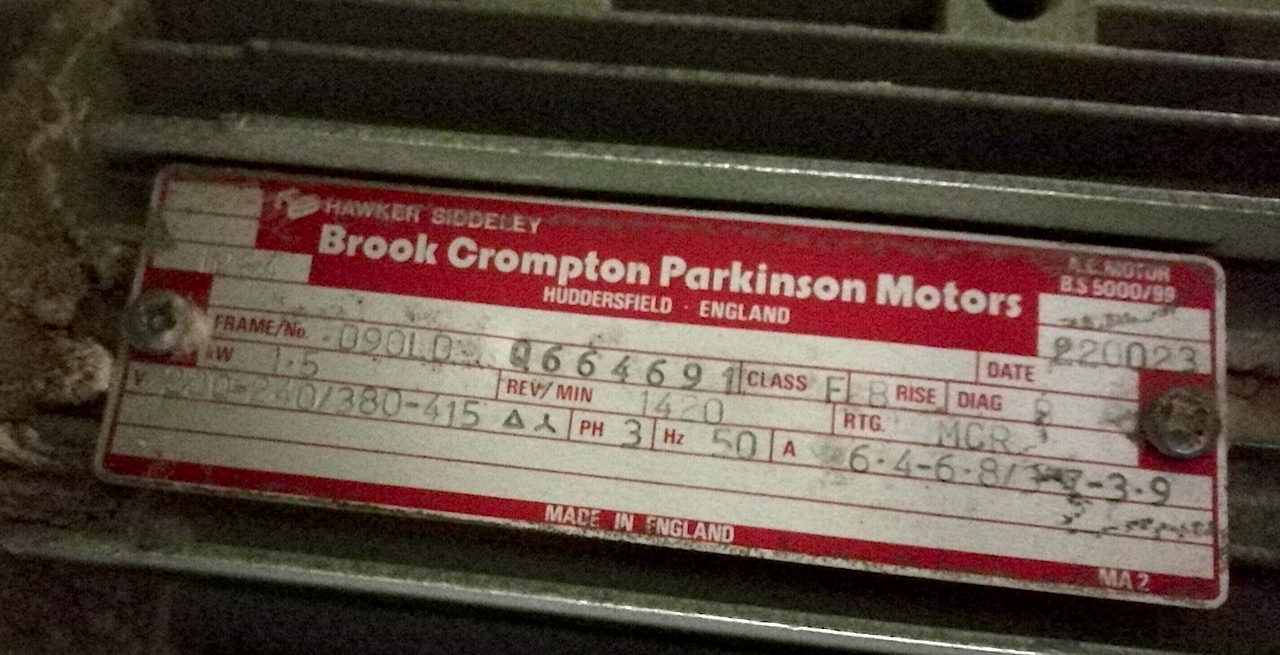 HAWKER SIDDELEY
Brook Crompton Parkinson Motors
HUDDERSFIELD · ENGLAND
A.C. MOTOR
B.S 5000/99
FRAME/No. D90LD Q664691 CLASS F B RISE DATE 220023
kW 1.5 REV/MIN 1420 RTG. MCR DIAG
V 220-240/380-415 Δ ⅄ PH 3 Hz 50 A 6·4-6·8/3·7-3·9
MADE IN ENGLAND
MA 2